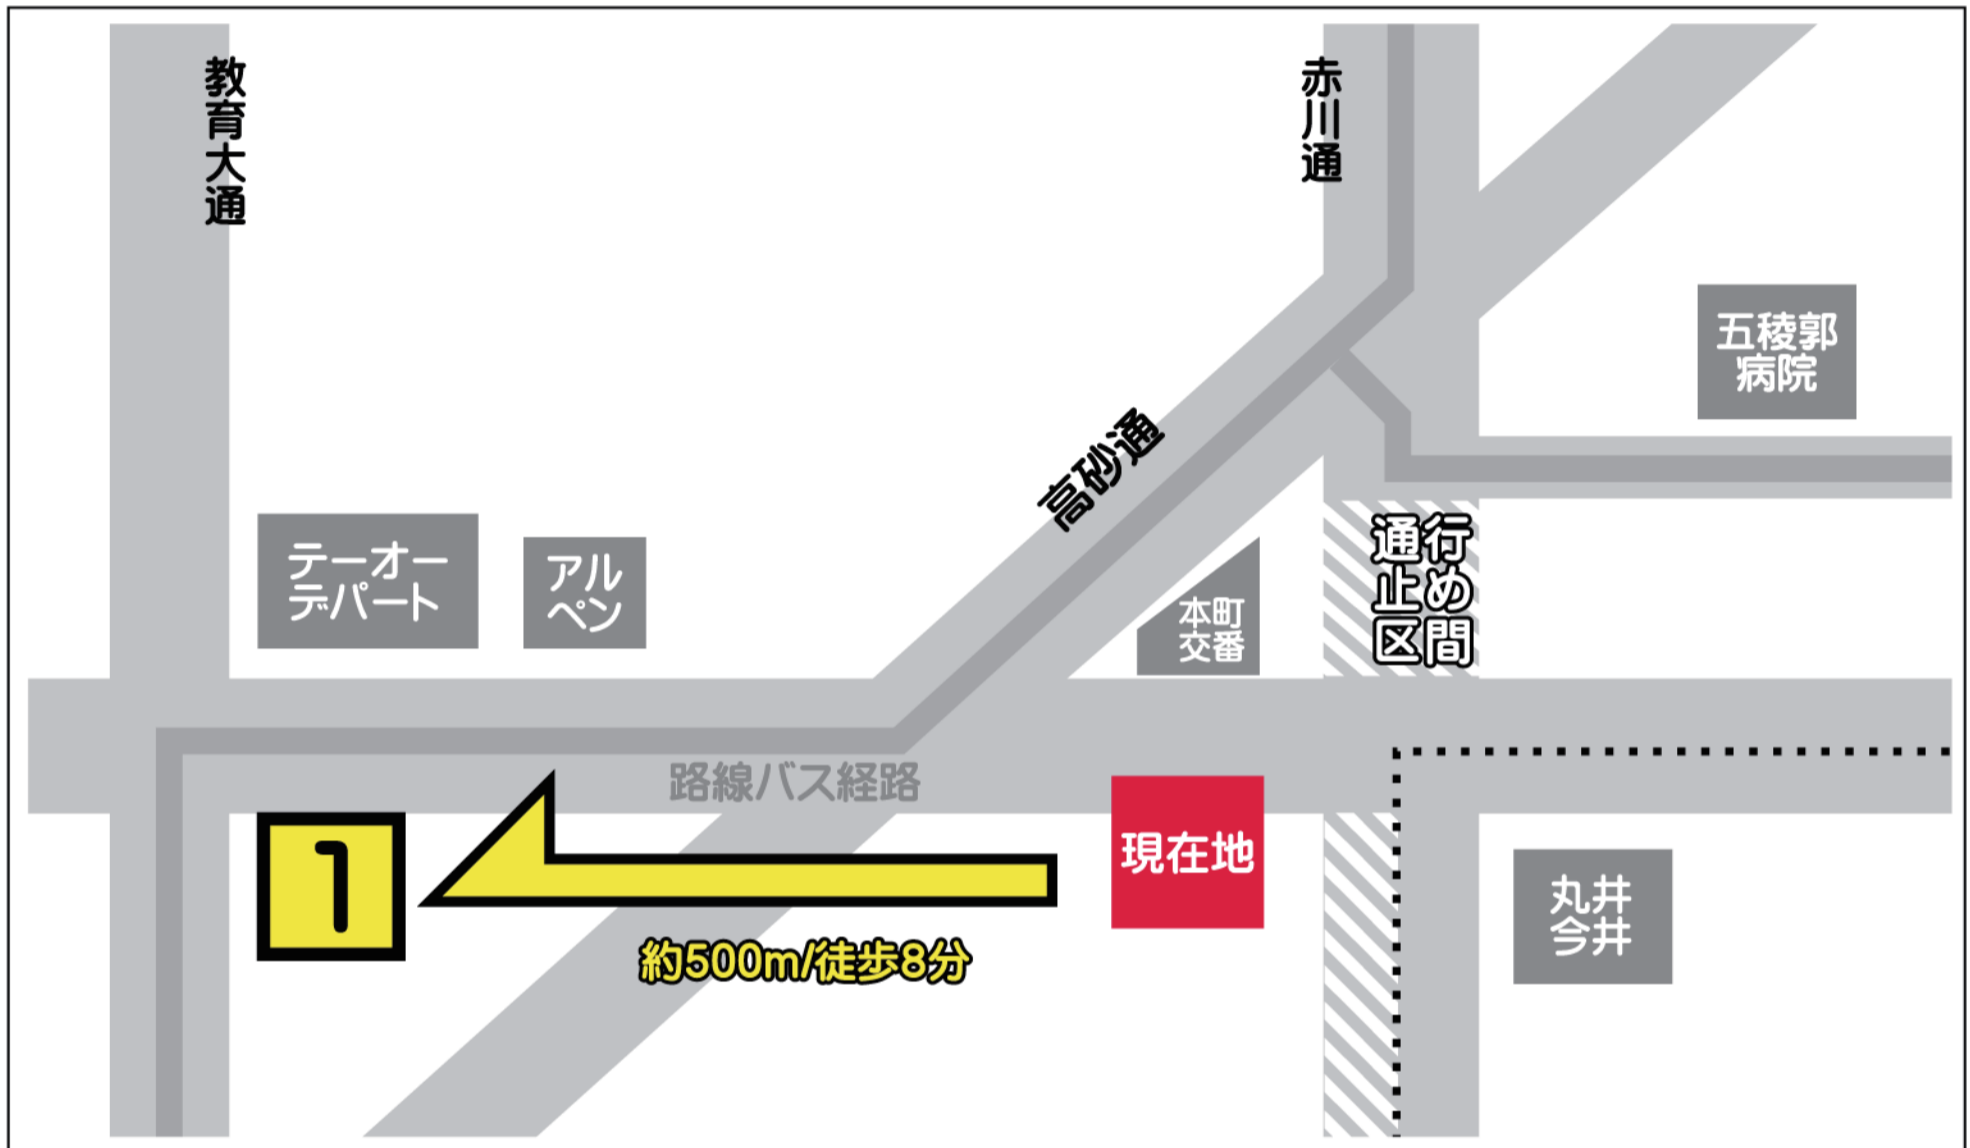 教育大通
赤川通
五稜郭
病院
高砂通
テーオー
デパート
アル
ペン
本町
交番
通行
止め
区間
路線バス経路
1
現在地
丸井
今井
約500m/徒歩8分